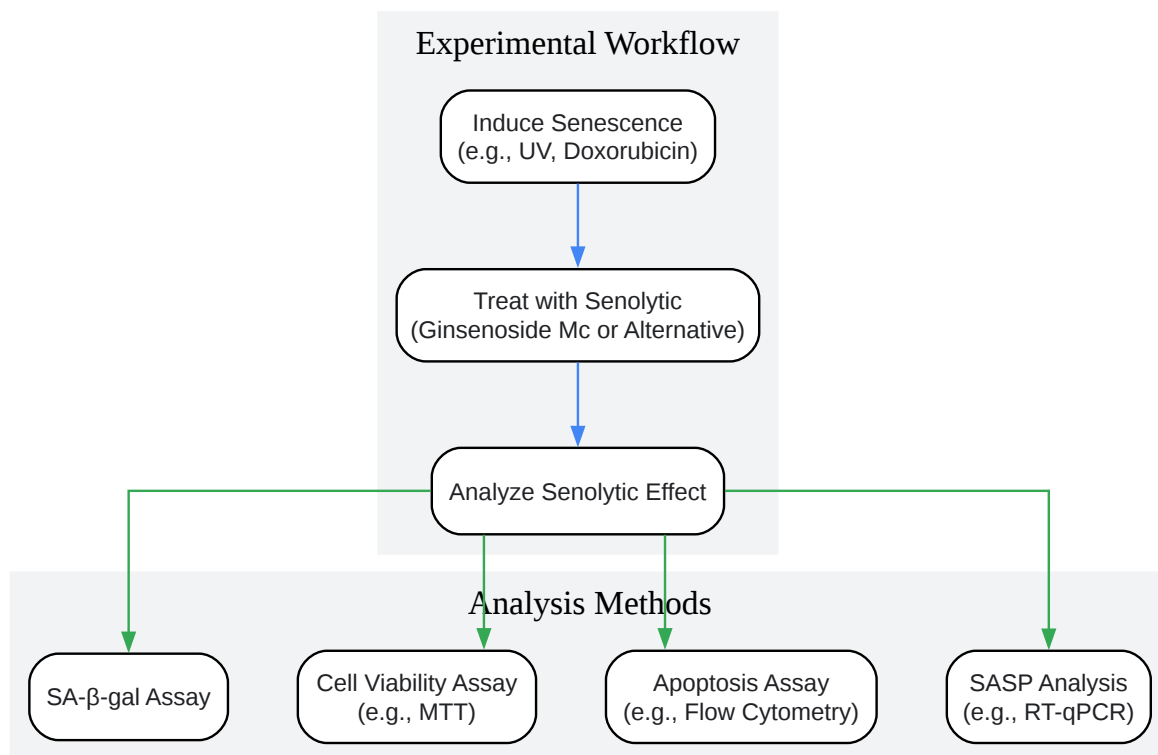 Experimental Workflow
Induce Senescence
(e.g., UV, Doxorubicin)
Treat with Senolytic
(Ginsenoside Mc or Alternative)
Analyze Senolytic Effect
Analysis Methods
SA-β-gal Assay
Cell Viability Assay
(e.g., MTT)
Apoptosis Assay
(e.g., Flow Cytometry)
SASP Analysis
(e.g., RT-qPCR)